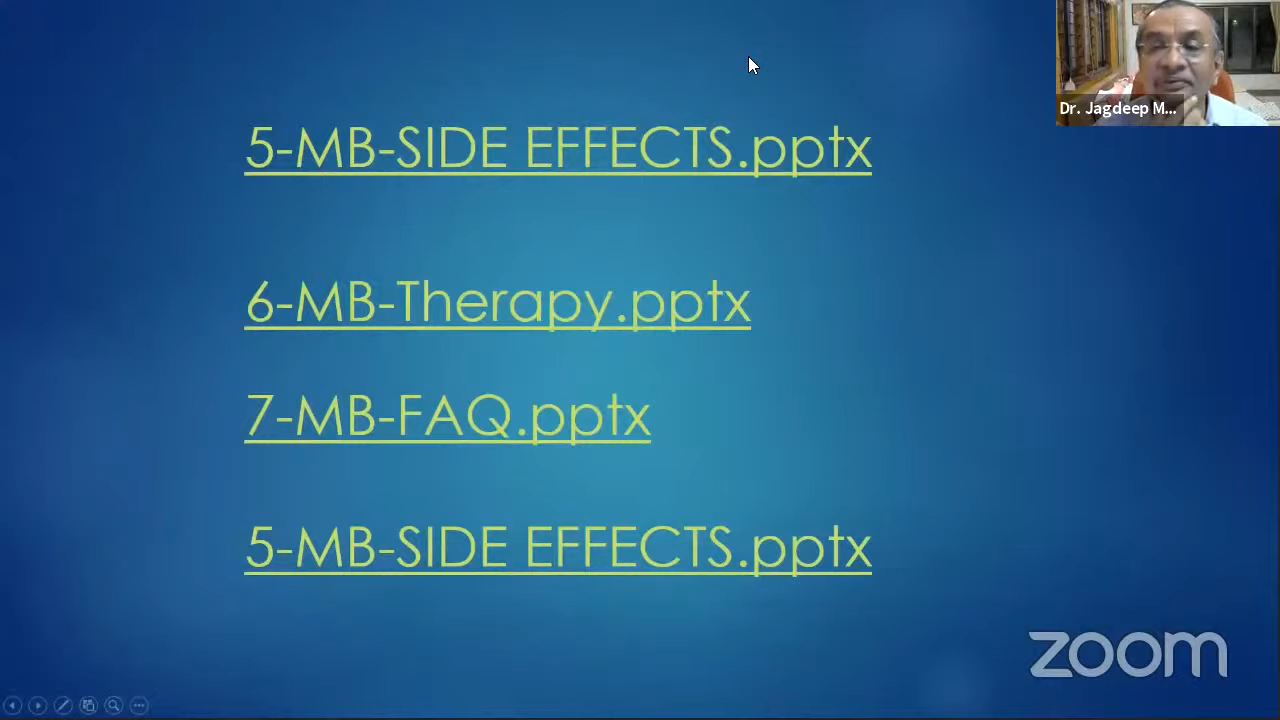 Dr. Jagdeep M...
5-MB-SIDE EFFECTS.pptx
6-MB-Therapy.pptx
7-MB-FAQ.pptx
5-MB-SIDE EFFECTS.pptx
zoom